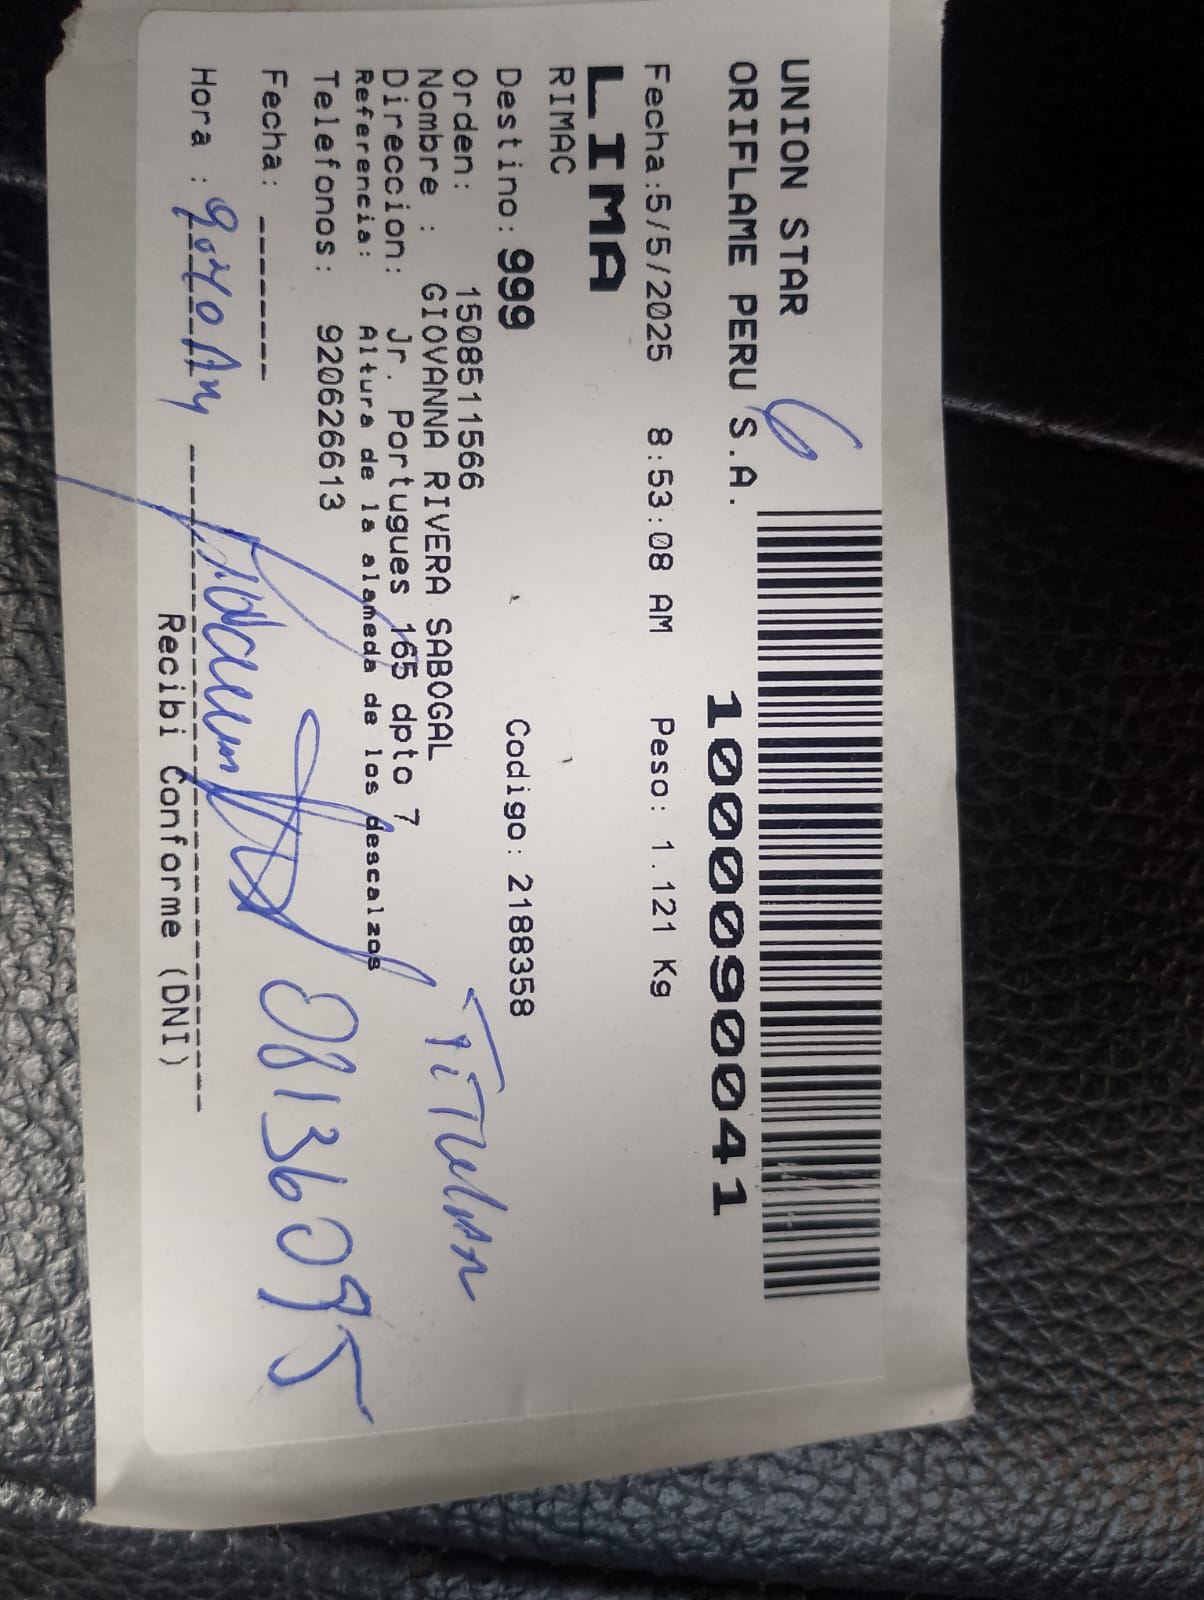 UNION STAR 6
ORIFLAME PERU S.A.
1000090041
Fecha:5/5/2025 8:53:08 AM Peso: 1.121 Kg
LIMA
RIMAC
Destino: 999 Codigo: 2188358
Orden: 1508511566
Nombre : GIOVANNA RIVERA SABOGAL
Direccion: Jr. Portugues 165 dpto 7
Referencia: Altura de la alameda de los descalzos
Telefonos: 920626613
TiTulAR
Fecha: -------
08136095
Hora : 9:40 AM
Recibi Conforme (DNI)